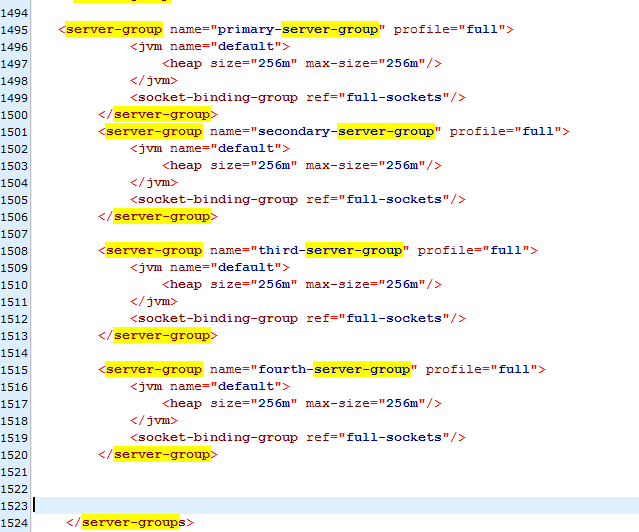 1494
1495 <server-group name="primary-server-group" profile="full">
1496 <jvm name="default">
1497 <heap size="256m" max-size="256m"/>
1498 </jvm>
1499 <socket-binding-group ref="full-sockets"/>
1500 </server-group>
1501 <server-group name="secondary-server-group" profile="full">
1502 <jvm name="default">
1503 <heap size="256m" max-size="256m"/>
1504 </jvm>
1505 <socket-binding-group ref="full-sockets"/>
1506 </server-group>
1507
1508 <server-group name="third-server-group" profile="full">
1509 <jvm name="default">
1510 <heap size="256m" max-size="256m"/>
1511 </jvm>
1512 <socket-binding-group ref="full-sockets"/>
1513 </server-group>
1514
1515 <server-group name="fourth-server-group" profile="full">
1516 <jvm name="default">
1517 <heap size="256m" max-size="256m"/>
1518 </jvm>
1519 <socket-binding-group ref="full-sockets"/>
1520 </server-group>
1521
1522
1523
1524 </server-groups>